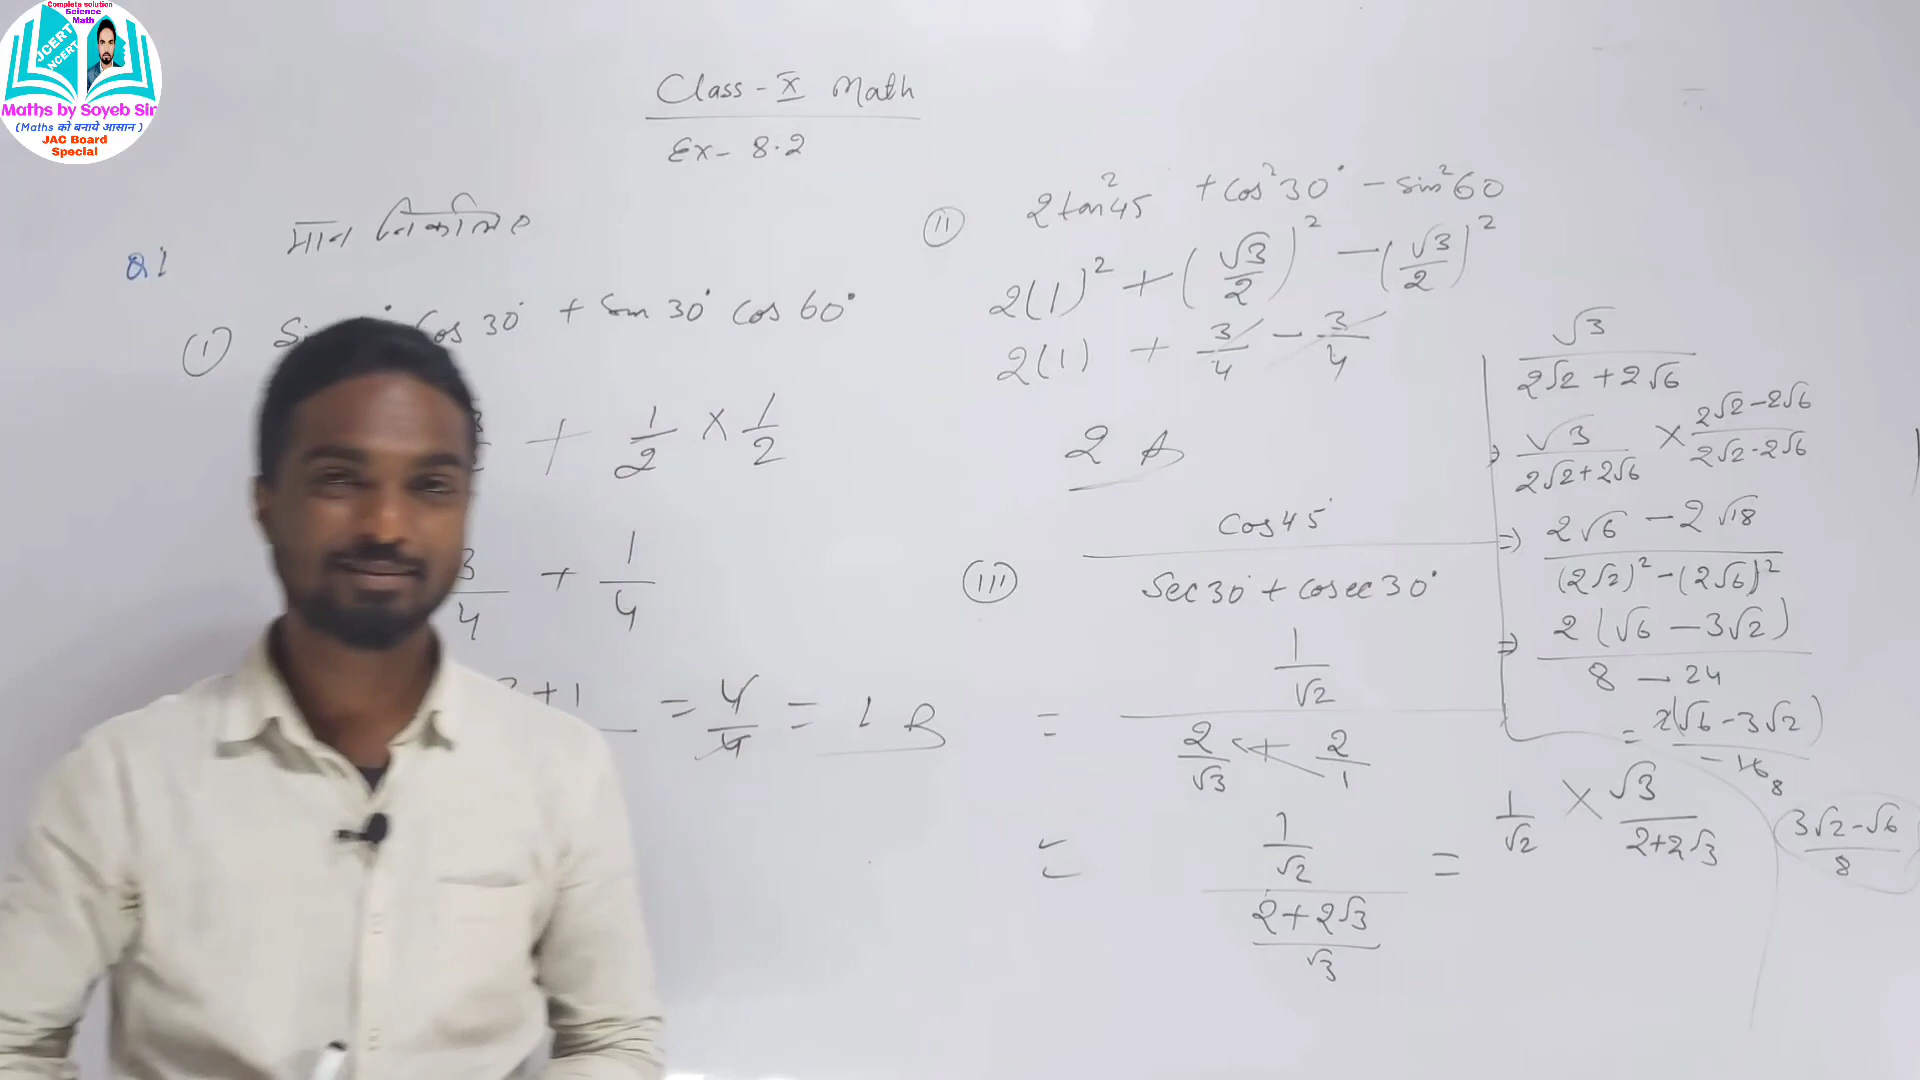 Complete solution
Science
Math
JCERT
NCERT
Maths by Soyeb Sir
(Maths को बनाये आसान)
JAC Board
Special
Class - X Math
Ex- 8.2
Q1 मान निकालिए
(I) cos 30° + Sin 30° cos 60°
+ 1/2 × 1/2
3/4 + 1/4
+ 1 = 4/4 = 1
(II) 2tan²45 + cos²30° - sin²60
2(1)² + (√3/2)² - (√3/2)²
2(1) + 3/4 - 3/4
2 A
(III) Cos45° / Sec30 + cosec30°
= 1/√2 / 2/√3 + 2/1
= 1/√2 / 2+2√3/√3 = 1/√2 × √3/2+2√3
√3 / 2√2 + 2√6
⇒ √3/2√2+2√6 × 2√2-2√6/2√2-2√6
⇒ 2√6 - 2√18 / (2√2)² - (2√6)²
⇒ 2(√6 - 3√2) / 8 - 24
= 2(√6 - 3√2) / -16 8
3√2-√6 / 8